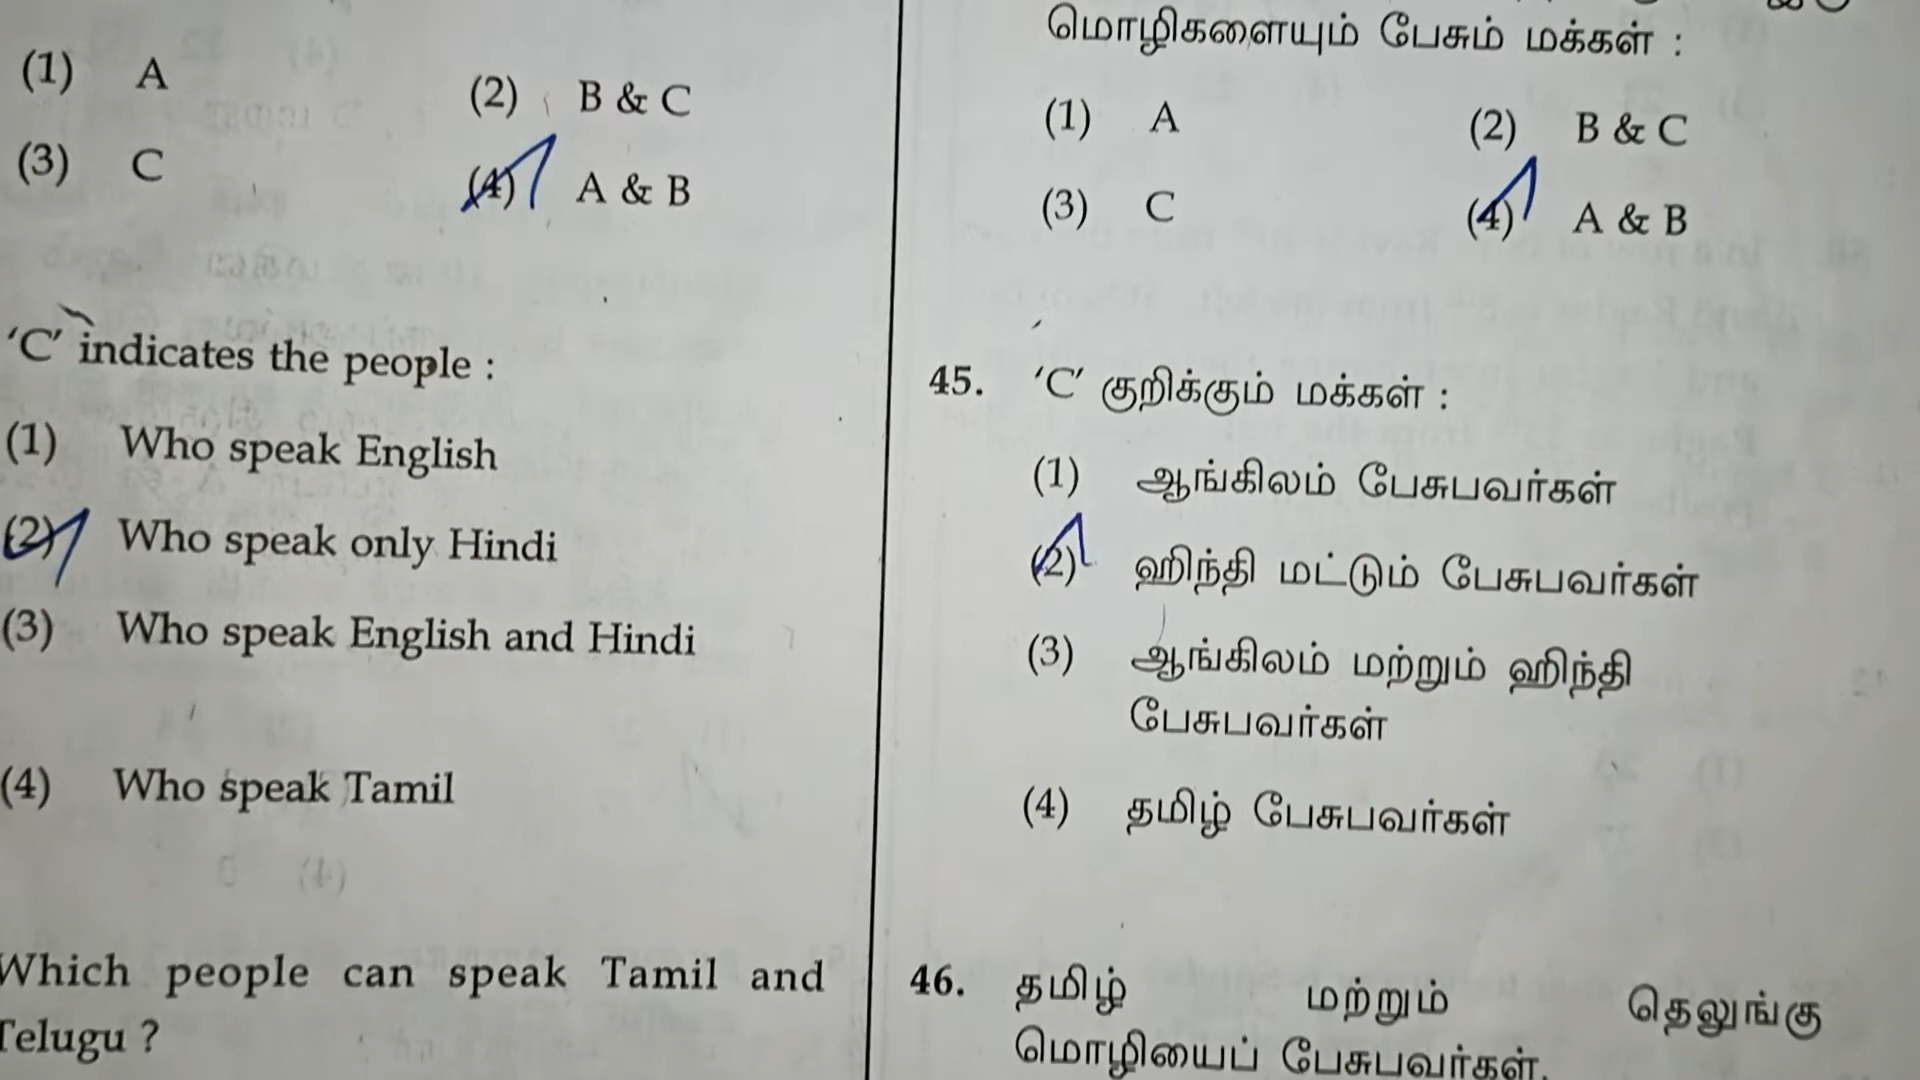 (1) A
(2) B & C
(3) C
(4) A & B
'C' indicates the people :
(1) Who speak English
(2) Who speak only Hindi
(3) Who speak English and Hindi
(4) Who speak Tamil
Which people can speak Tamil and
Telugu ?
மொழிகளையும் பேசும் மக்கள் :
(1) A
(2) B & C
(3) C
(4) A & B
45. 'C' குறிக்கும் மக்கள் :
(1) ஆங்கிலம் பேசுபவர்கள்
(2) ஹிந்தி மட்டும் பேசுபவர்கள்
(3) ஆங்கிலம் மற்றும் ஹிந்தி
பேசுபவர்கள்
(4) தமிழ் பேசுபவர்கள்
46. தமிழ் மற்றும் தெலுங்கு
மொழியைப் பேசுபவர்கள்.